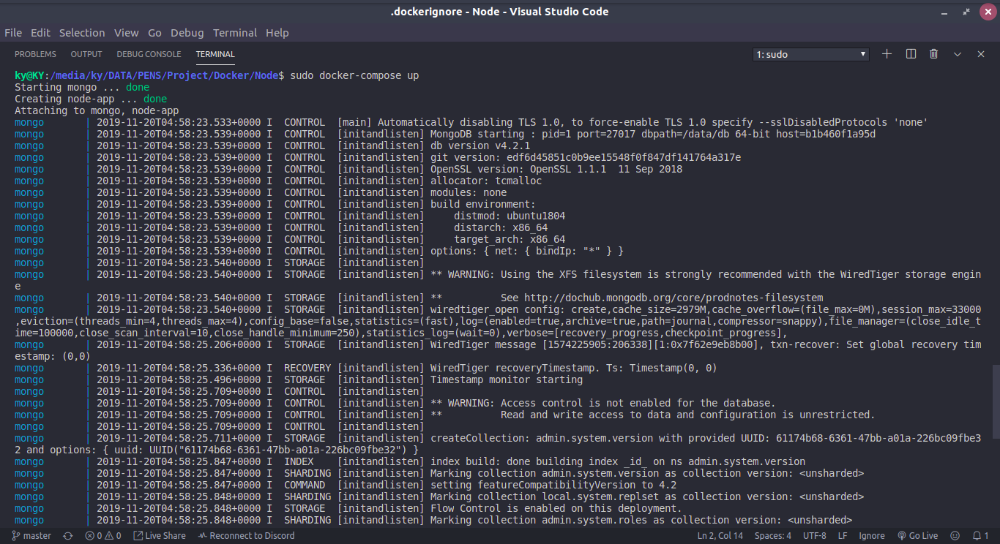 .dockerignore - Node - Visual Studio Code
File Edit Selection View Go Debug Terminal Help
PROBLEMS OUTPUT DEBUG CONSOLE TERMINAL 1: sudo
ky@KY:/media/ky/DATA/PENS/Project/Docker/Node$ sudo docker-compose up
Starting mongo ... done
Creating node-app ... done
Attaching to mongo, node-app
mongo | 2019-11-20T04:58:23.533+0000 I CONTROL [main] Automatically disabling TLS 1.0, to force-enable TLS 1.0 specify --sslDisabledProtocols 'none'
mongo | 2019-11-20T04:58:23.539+0000 I CONTROL [initandlisten] MongoDB starting : pid=1 port=27017 dbpath=/data/db 64-bit host=b1b460f1a95d
mongo | 2019-11-20T04:58:23.539+0000 I CONTROL [initandlisten] db version v4.2.1
mongo | 2019-11-20T04:58:23.539+0000 I CONTROL [initandlisten] git version: edf6d45851c0b9ee15548f0f847df141764a317e
mongo | 2019-11-20T04:58:23.539+0000 I CONTROL [initandlisten] OpenSSL version: OpenSSL 1.1.1 11 Sep 2018
mongo | 2019-11-20T04:58:23.539+0000 I CONTROL [initandlisten] allocator: tcmalloc
mongo | 2019-11-20T04:58:23.539+0000 I CONTROL [initandlisten] modules: none
mongo | 2019-11-20T04:58:23.539+0000 I CONTROL [initandlisten] build environment:
mongo | 2019-11-20T04:58:23.539+0000 I CONTROL [initandlisten] distmod: ubuntu1804
mongo | 2019-11-20T04:58:23.539+0000 I CONTROL [initandlisten] distarch: x86_64
mongo | 2019-11-20T04:58:23.539+0000 I CONTROL [initandlisten] target_arch: x86_64
mongo | 2019-11-20T04:58:23.539+0000 I CONTROL [initandlisten] options: { net: { bindIp: "*" } }
mongo | 2019-11-20T04:58:23.540+0000 I STORAGE [initandlisten]
mongo | 2019-11-20T04:58:23.540+0000 I STORAGE [initandlisten] ** WARNING: Using the XFS filesystem is strongly recommended with the WiredTiger storage engin
e
mongo | 2019-11-20T04:58:23.540+0000 I STORAGE [initandlisten] ** See http://dochub.mongodb.org/core/prodnotes-filesystem
mongo | 2019-11-20T04:58:23.540+0000 I STORAGE [initandlisten] wiredtiger_open config: create,cache_size=2979M,cache_overflow=(file_max=0M),session_max=33000
,eviction=(threads_min=4,threads_max=4),config_base=false,statistics=(fast),log=(enabled=true,archive=true,path=journal,compressor=snappy),file_manager=(close_idle_t
ime=100000,close_scan_interval=10,close_handle_minimum=250),statistics_log=(wait=0),verbose=[recovery_progress,checkpoint_progress],
mongo | 2019-11-20T04:58:25.206+0000 I STORAGE [initandlisten] WiredTiger message [1574225905:206338][1:0x7f62e9eb8b00], txn-recover: Set global recovery tim
estamp: (0,0)
mongo | 2019-11-20T04:58:25.336+0000 I RECOVERY [initandlisten] WiredTiger recoveryTimestamp. Ts: Timestamp(0, 0)
mongo | 2019-11-20T04:58:25.496+0000 I STORAGE [initandlisten] Timestamp monitor starting
mongo | 2019-11-20T04:58:25.709+0000 I CONTROL [initandlisten]
mongo | 2019-11-20T04:58:25.709+0000 I CONTROL [initandlisten] ** WARNING: Access control is not enabled for the database.
mongo | 2019-11-20T04:58:25.709+0000 I CONTROL [initandlisten] ** Read and write access to data and configuration is unrestricted.
mongo | 2019-11-20T04:58:25.709+0000 I CONTROL [initandlisten]
mongo | 2019-11-20T04:58:25.711+0000 I STORAGE [initandlisten] createCollection: admin.system.version with provided UUID: 61174b68-6361-47bb-a01a-226bc09fbe3
2 and options: { uuid: UUID("61174b68-6361-47bb-a01a-226bc09fbe32") }
mongo | 2019-11-20T04:58:25.847+0000 I INDEX [initandlisten] index build: done building index _id_ on ns admin.system.version
mongo | 2019-11-20T04:58:25.847+0000 I SHARDING [initandlisten] Marking collection admin.system.version as collection version: <unsharded>
mongo | 2019-11-20T04:58:25.847+0000 I COMMAND [initandlisten] setting featureCompatibilityVersion to 4.2
mongo | 2019-11-20T04:58:25.848+0000 I SHARDING [initandlisten] Marking collection local.system.replset as collection version: <unsharded>
mongo | 2019-11-20T04:58:25.848+0000 I STORAGE [initandlisten] Flow Control is enabled on this deployment.
mongo | 2019-11-20T04:58:25.848+0000 I SHARDING [initandlisten] Marking collection admin.system.roles as collection version: <unsharded>
master 0 0 Live Share Reconnect to Discord Ln 2, Col 14 Spaces: 4 UTF-8 LF Ignore Go Live 1